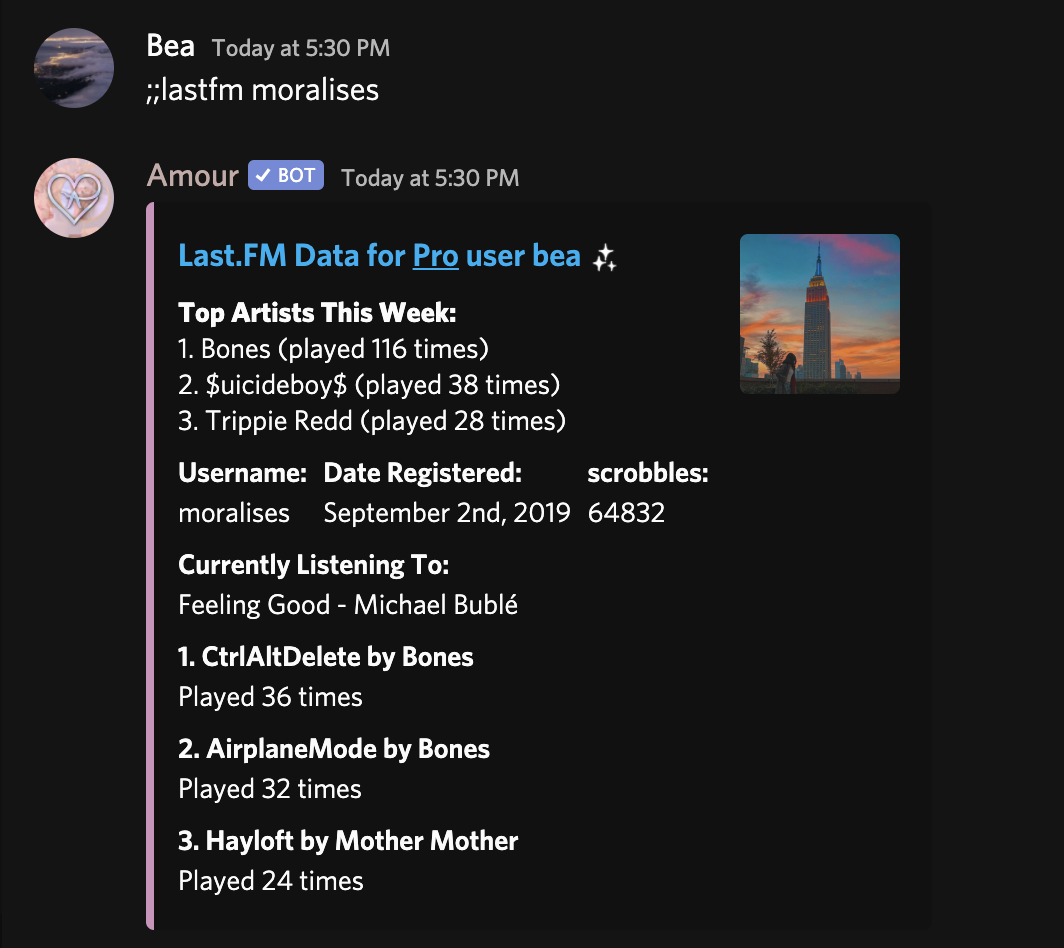 Bea Today at 5:30 PM
;;lastfm moralises
Amour ✓ BOT Today at 5:30 PM
Last.FM Data for Pro user bea ✨
Top Artists This Week:
1. Bones (played 116 times)
2. $uicideboy$ (played 38 times)
3. Trippie Redd (played 28 times)
Username: Date Registered: scrobbles:
moralises September 2nd, 2019 64832
Currently Listening To:
Feeling Good - Michael Bublé
1. CtrlAltDelete by Bones
Played 36 times
2. AirplaneMode by Bones
Played 32 times
3. Hayloft by Mother Mother
Played 24 times